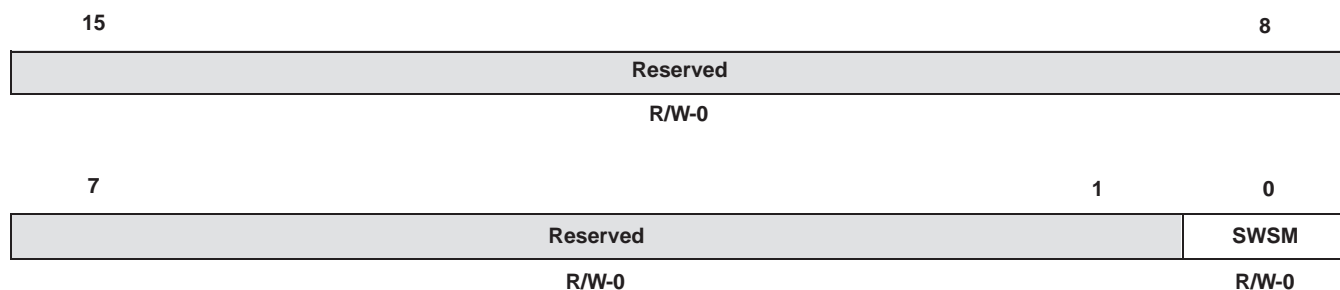 15 8
Reserved
R/W-0
7 1 0
Reserved SWSM
R/W-0 R/W-0